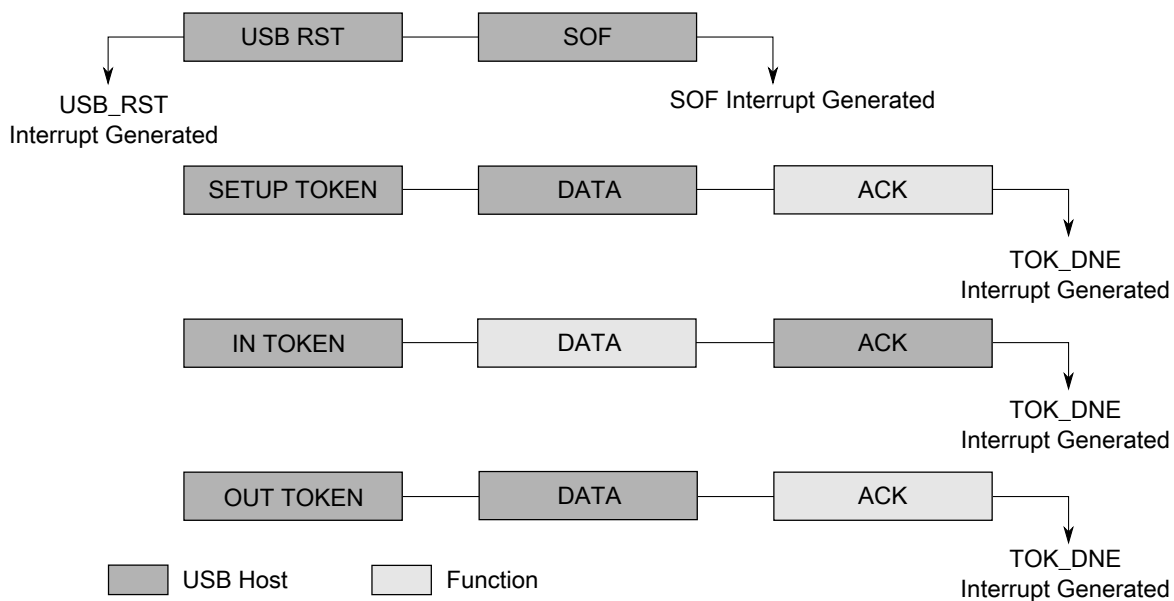 USB RST
SOF
USB_RST
Interrupt Generated
SOF Interrupt Generated
SETUP TOKEN
DATA
ACK
TOK_DNE
Interrupt Generated
IN TOKEN
DATA
ACK
TOK_DNE
Interrupt Generated
OUT TOKEN
DATA
ACK
TOK_DNE
Interrupt Generated
USB Host
Function